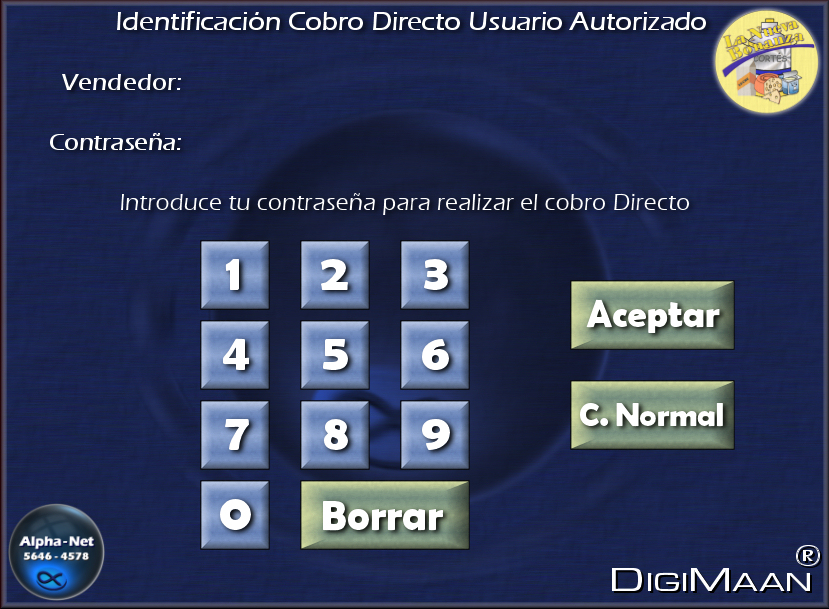 Identificación Cobro Directo Usuario Autorizado
La Nueva
Bonanza
CORTÉS
Vendedor:
Contraseña:
Introduce tu contraseña para realizar el cobro Directo
1 2 3
Aceptar
4 5 6
C. Normal
7 8 9
0 Borrar
Alpha-Net
5646 - 4578
DIGIMAAN ®